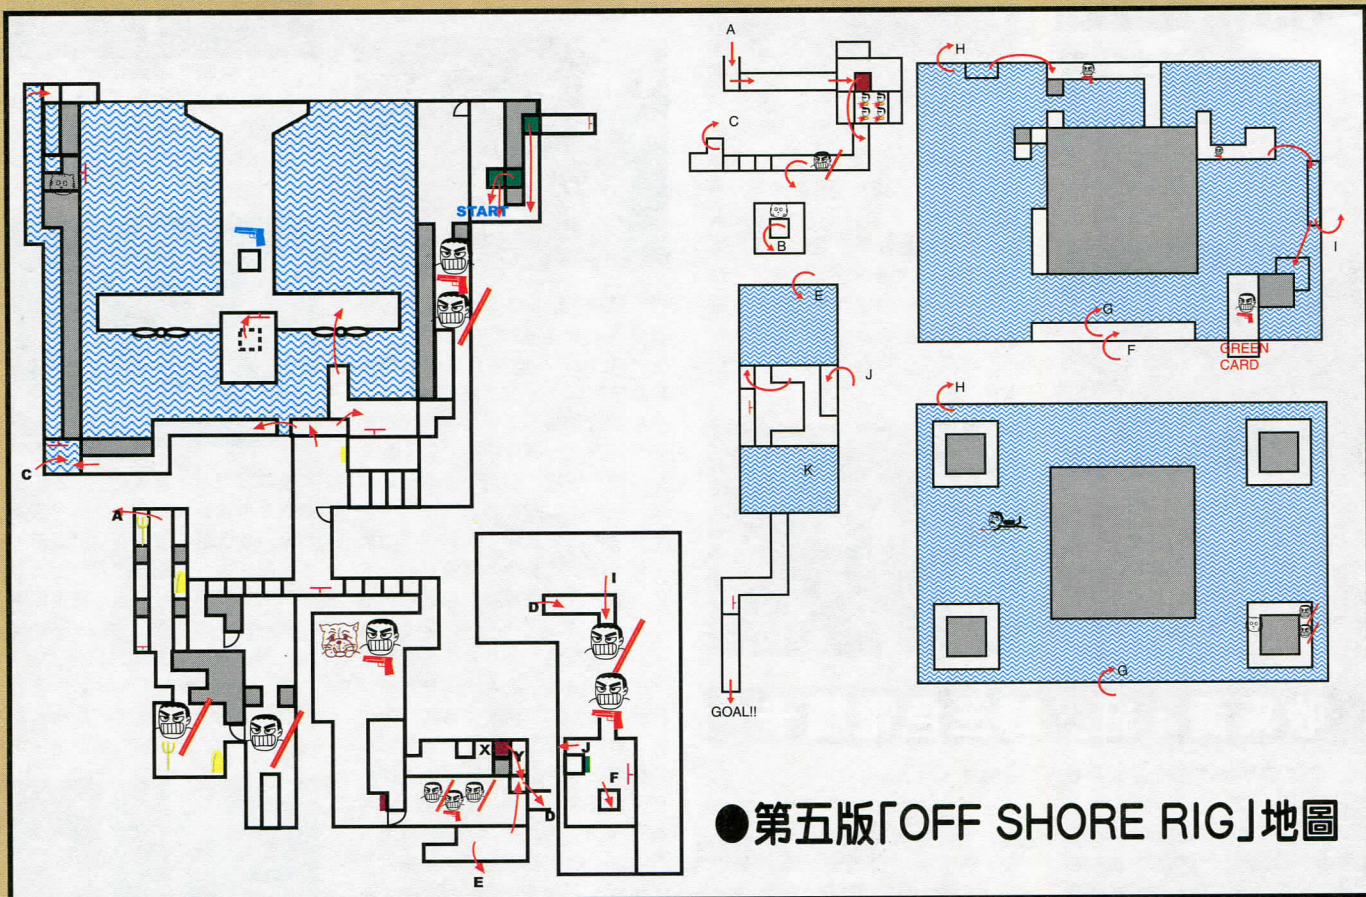 A
C
B
START
C
A
E
J
K
GOAL!!
H
I
G
F
GREEN
CARD
H
G
D
I
X
Y
J
F
D
E
●第五版「OFF SHORE RIG」地圖